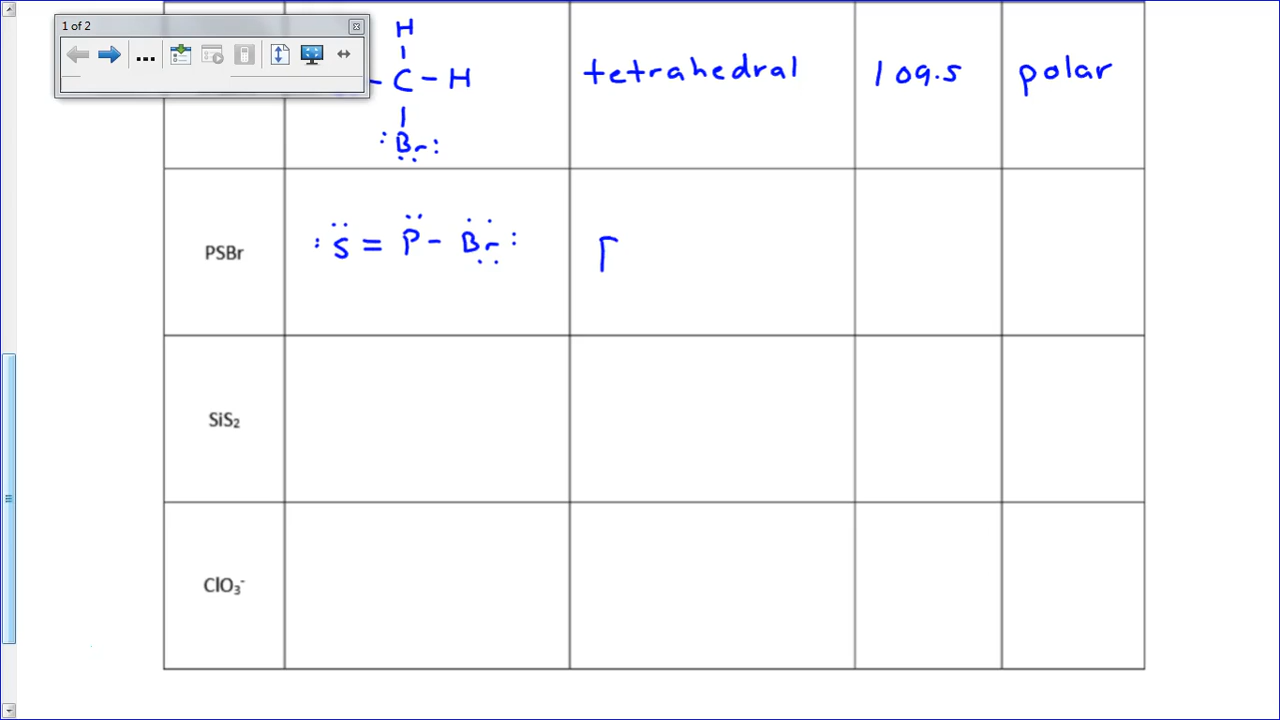 1 of 2
H
C – H
:Br:
tetrahedral
109.5
polar
PSBr
:S = P – Br:
SiS₂
ClO₃⁻